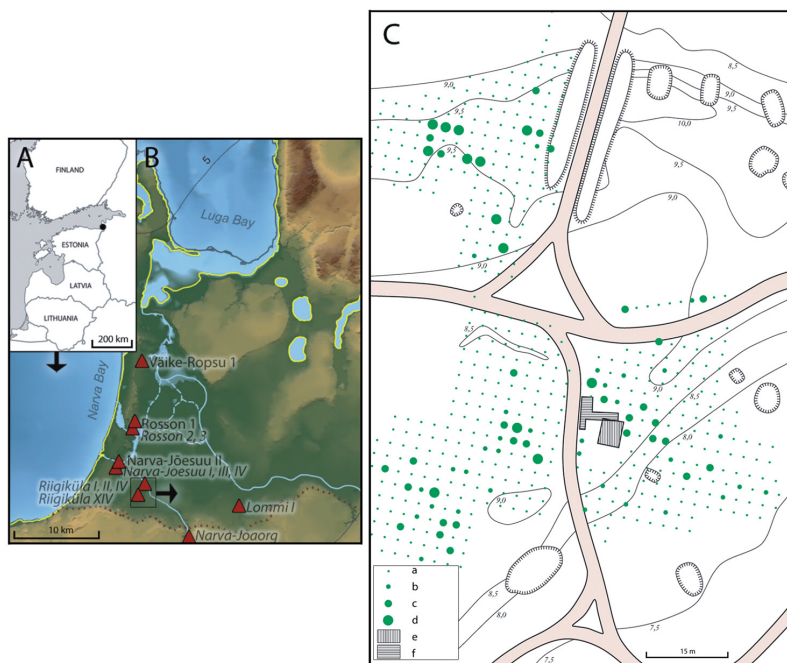 A
FINLAND
ESTONIA
LATVIA
LITHUANIA
200 km
B
5
Luga Bay
Narva Bay
Väike-Ropsu 1
Rosson 1
Rosson 2, 3
Narva-Jõesuu II
Narva-Jõesuu I, III, IV
Riigiküla I, II, IV
Riigiküla XIV
Lommi I
Narva-Joaorg
10 km
C
8,5
9,0
9,0
9,5
9,5
10,0
9,5
9,5
9,0
9,0
8,5
9,0
8,5
8,0
9,0
8,5
8,0
7,5
7,5
a
b
c
d
e
f
15 m